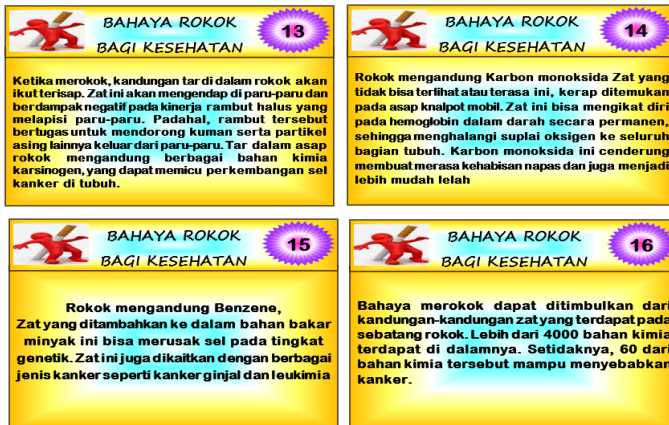 BAHAYA ROKOK
BAGI KESEHATAN
13
Ketika merokok, kandungan tar di dalam rokok akan
ikut terisap. Zat ini akan mengendap di paru-paru dan
berdampak negatif pada kinerja rambut halus yang
melapisi paru-paru. Padahal, rambut tersebut
bertugas untuk mendorong kuman serta partikel
asing lainnya keluar dari paru-paru. Tar dalam asap
rokok mengandung berbagai bahan kimia
karsinogen, yang dapat memicu perkembangan sel
kanker di tubuh.
BAHAYA ROKOK
BAGI KESEHATAN
14
Rokok mengandung Karbon monoksida Zat yang
tidak bisa terlihat atau terasa ini, kerap ditemukan
pada asap knalpot mobil. Zat ini bisa mengikat diri
pada hemoglobin dalam darah secara permanen,
sehingga menghalangi suplai oksigen ke seluruh
bagian tubuh. Karbon monoksida ini cenderung
membuat merasa kehabisan napas dan juga menjadi
lebih mudah lelah
BAHAYA ROKOK
BAGI KESEHATAN
15
Rokok mengandung Benzene,
Zat yang ditambahkan ke dalam bahan bakar
minyak ini bisa merusak sel pada tingkat
genetik. Zat ini juga dikaitkan dengan berbagai
jenis kanker seperti kanker ginjal dan leukimia
BAHAYA ROKOK
BAGI KESEHATAN
16
Bahaya merokok dapat ditimbulkan dari
kandungan-kandungan zat yang terdapat pada
sebatang rokok. Lebih dari 4000 bahan kimia
terdapat di dalamnya. Setidaknya, 60 dari
bahan kimia tersebut mampu menyebabkan
kanker.